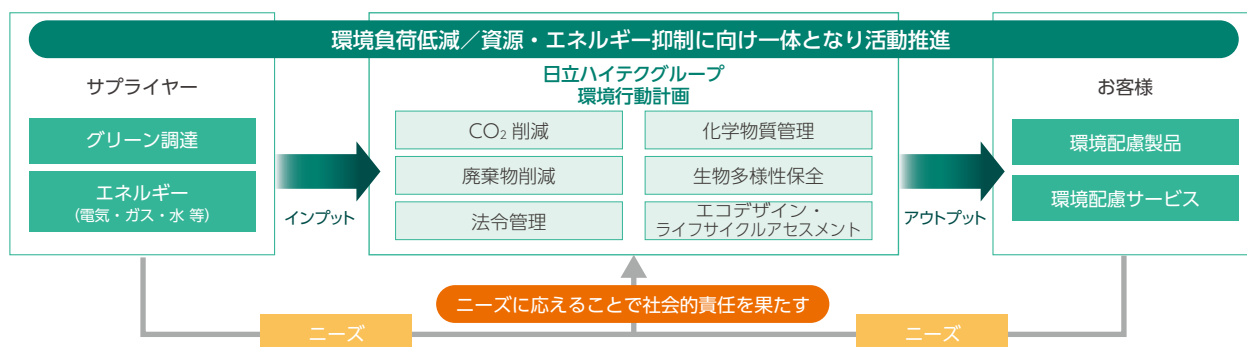 環境負荷低減／資源・エネルギー抑制に向け一体となり活動推進
サプライヤー
グリーン調達
エネルギー
(電気・ガス・水 等)
インプット
日立ハイテクグループ
環境行動計画
CO₂ 削減
化学物質管理
廃棄物削減
生物多様性保全
法令管理
エコデザイン・
ライフサイクルアセスメント
アウトプット
お客様
環境配慮製品
環境配慮サービス
ニーズに応えることで社会的責任を果たす
ニーズ
ニーズ